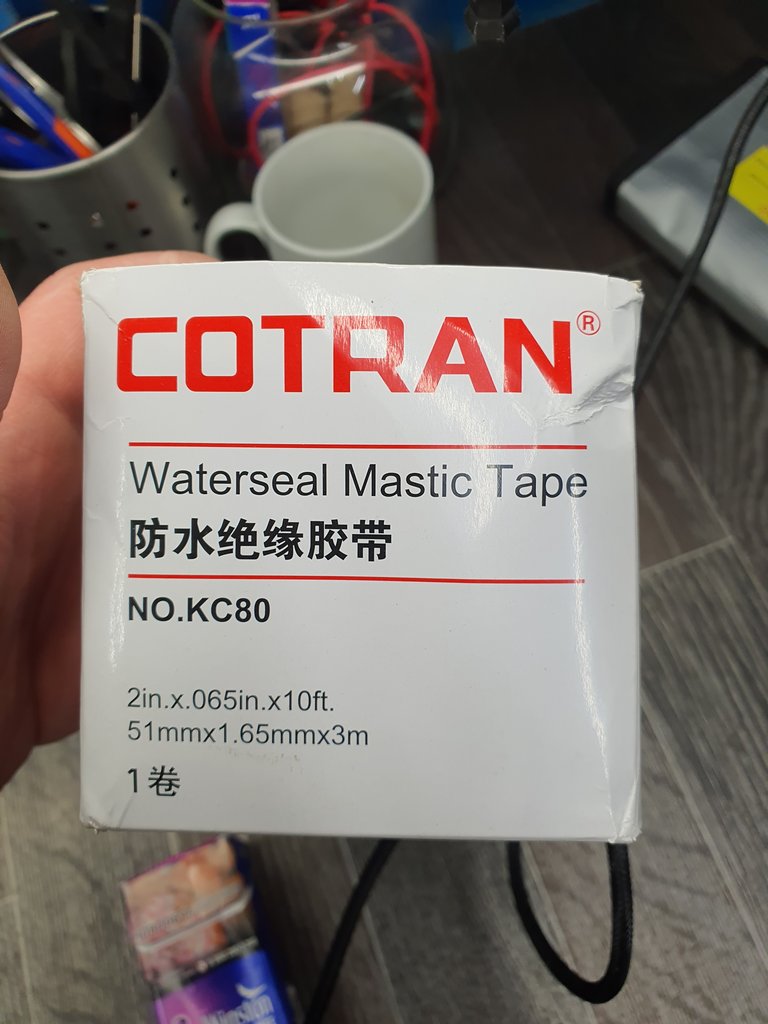 COTRAN®
Waterseal Mastic Tape
防水绝缘胶带
NO.KC80
2in.x.065in.x10ft.
51mmx1.65mmx3m
1卷
Winston